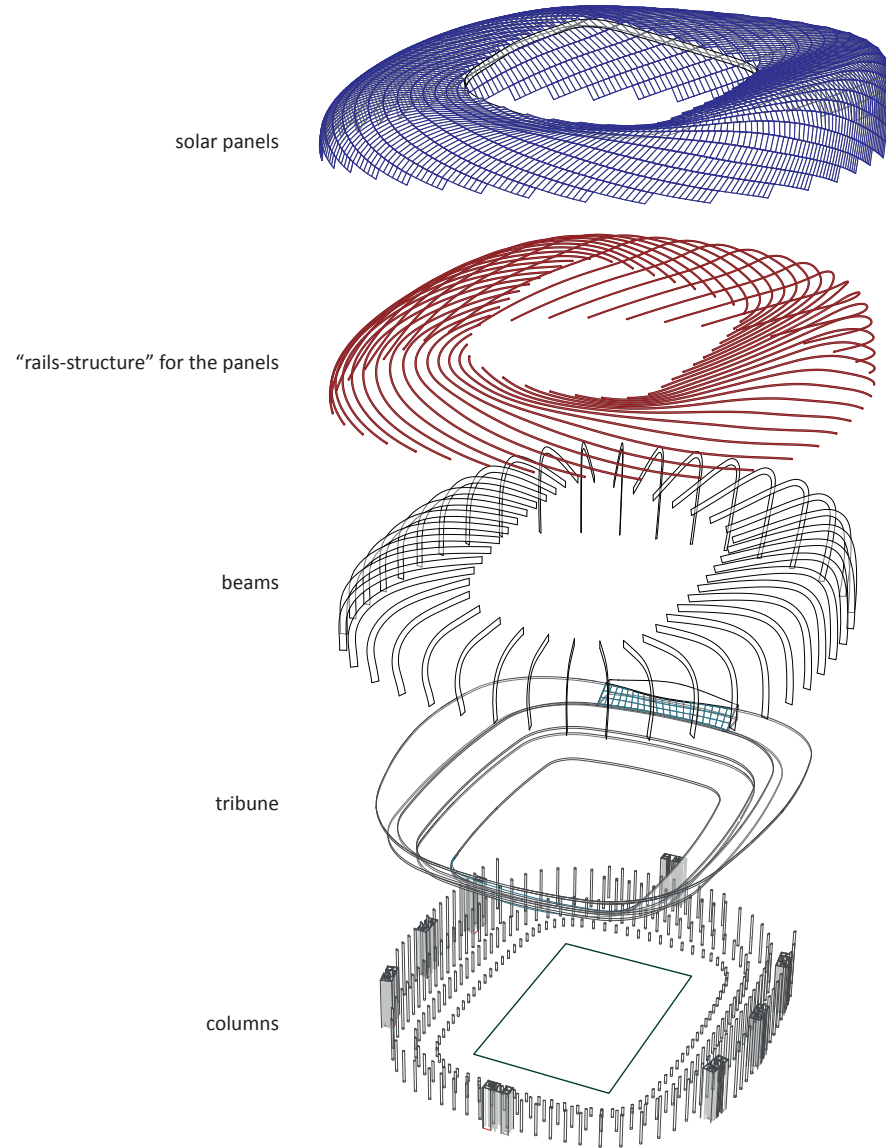 solar panels
“rails-structure” for the panels
beams
tribune
columns